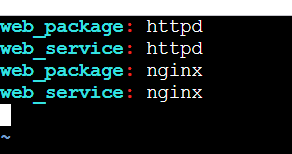 web_package: httpd
web_service: httpd
web_package: nginx
web_service: nginx
~